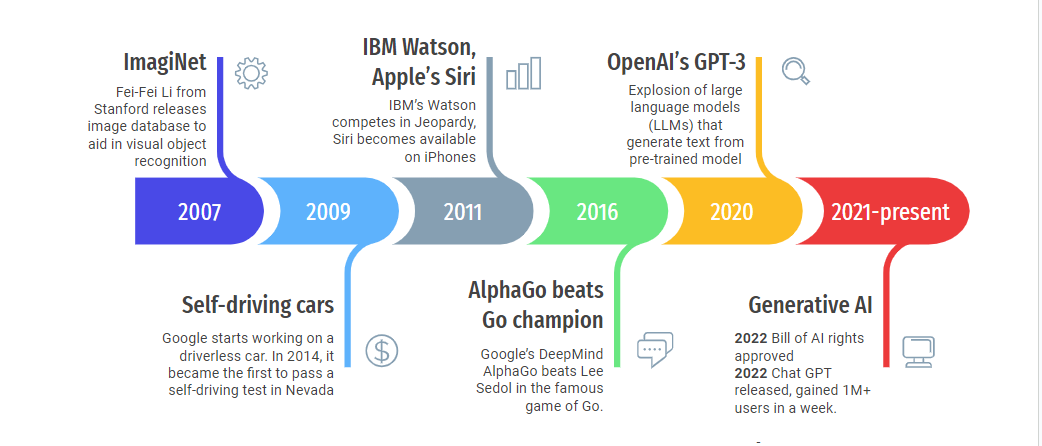 ImagiNet
Fei-Fei Li from
Stanford releases
image database to
aid in visual object
recognition
IBM Watson,
Apple's Siri
IBM's Watson
competes in Jeopardy,
Siri becomes available
on iPhones
OpenAI's GPT-3
Explosion of large
language models
(LLMs) that
generate text from
pre-trained model
2007
2009
2011
2016
2020
2021-present
Self-driving cars
Google starts working on a
driverless car. In 2014, it
became the first to pass a
self-driving test in Nevada
AlphaGo beats
Go champion
Google's DeepMind
AlphaGo beats Lee
Sedol in the famous
game of Go.
Generative AI
2022 Bill of AI rights
approved
2022 Chat GPT
released, gained 1M+
users in a week.